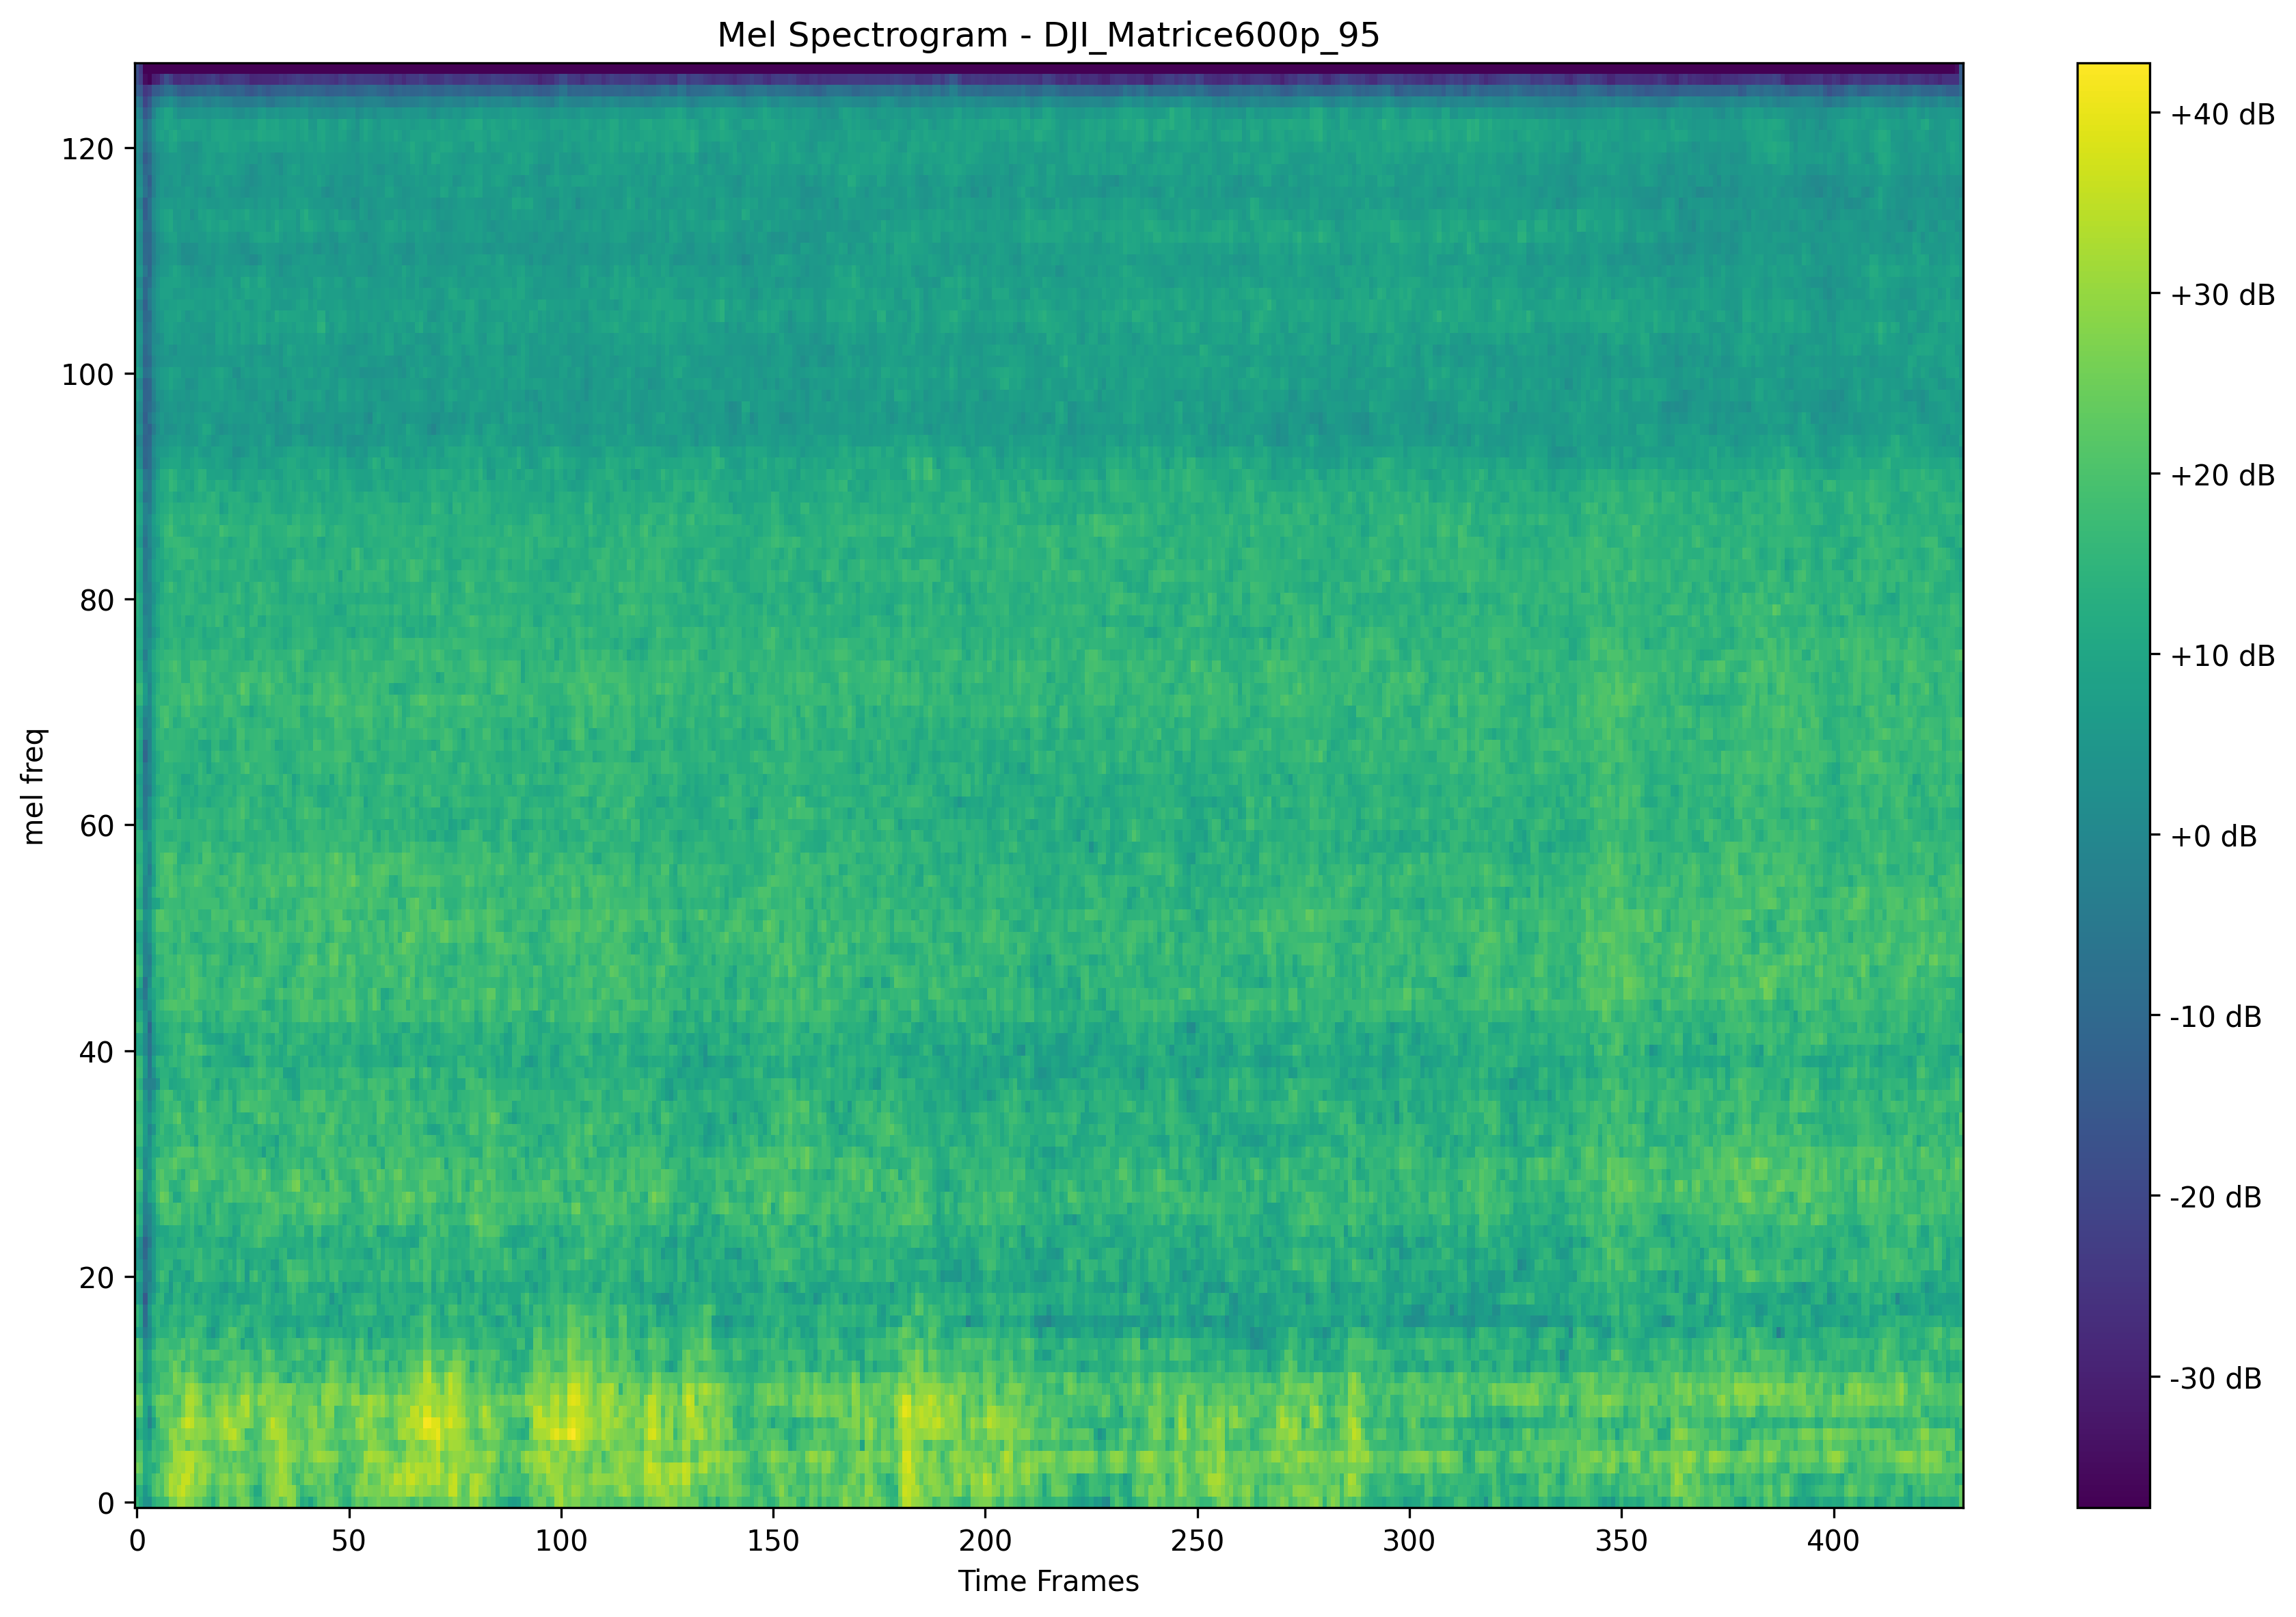 Mel Spectrogram - DJI_Matrice600p_95
mel freq
120
100
80
60
40
20
0
0 50 100 150 200 250 300 350 400
Time Frames
+40 dB
+30 dB
+20 dB
+10 dB
+0 dB
-10 dB
-20 dB
-30 dB